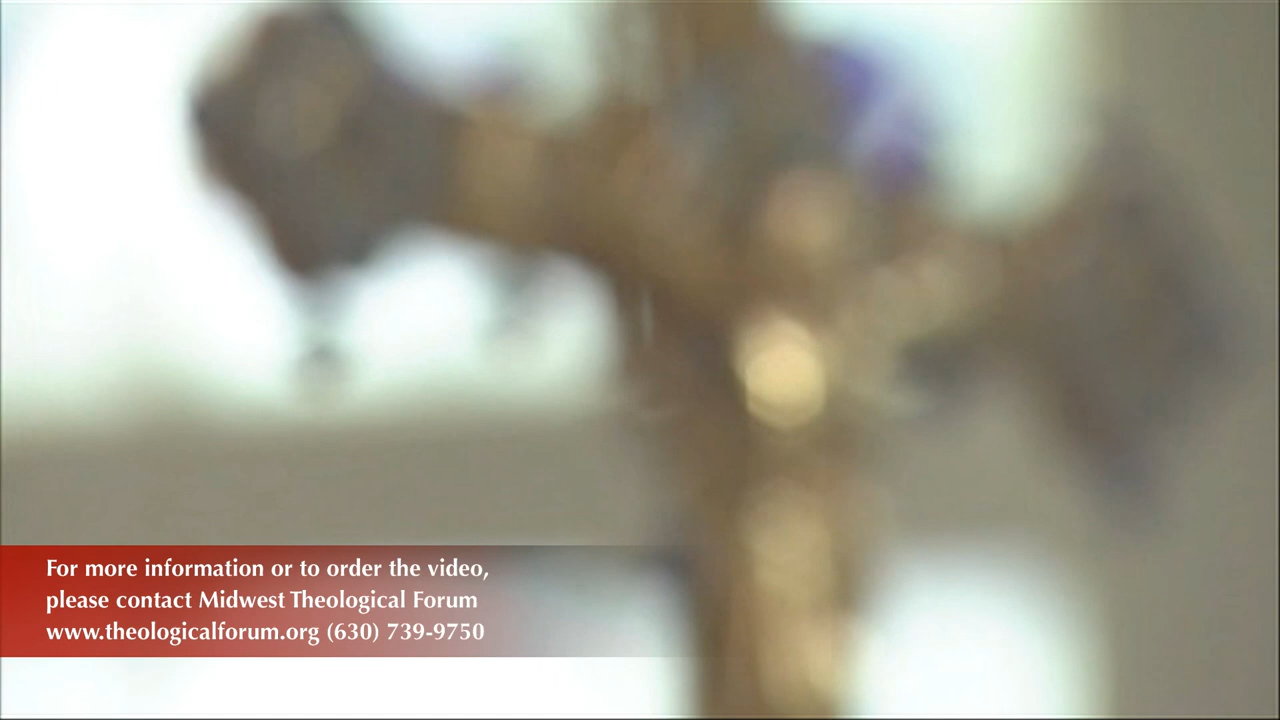 For more information or to order the video,
please contact Midwest Theological Forum
www.theologicalforum.org (630) 739-9750